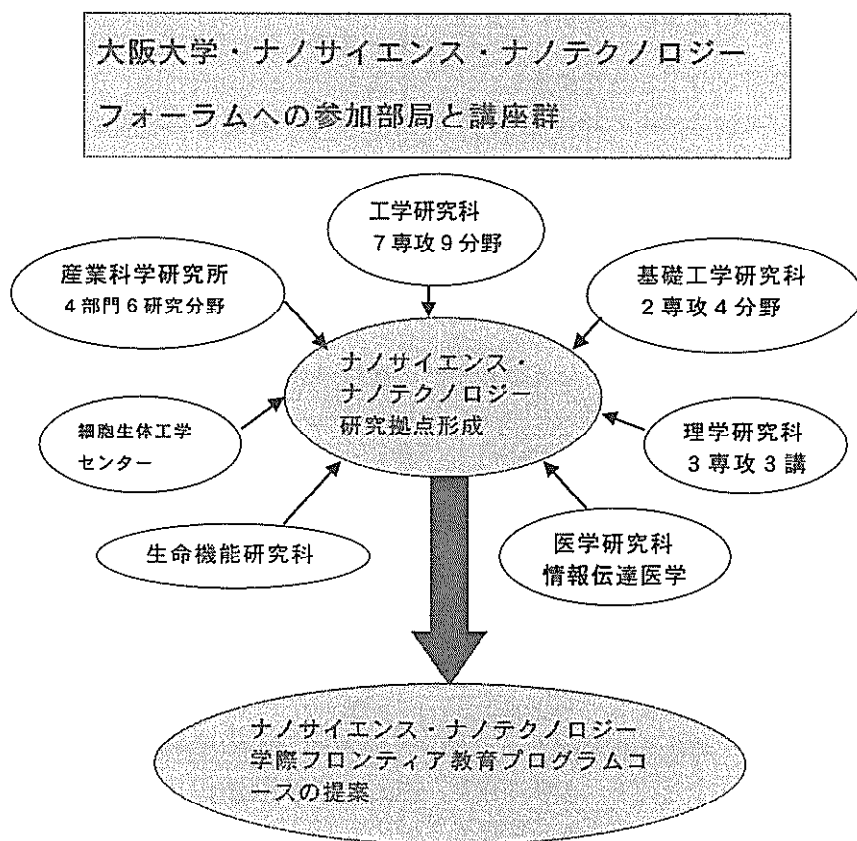 大阪大学・ナノサイエンス・ナノテクノロジー
フォーラムへの参加部局と講座群
工学研究科
7専攻9分野
産業科学研究所
4部門6研究分野
基礎工学研究科
2専攻4分野
ナノサイエンス・
ナノテクノロジー
研究拠点形成
細胞生体工学
センター
理学研究科
3専攻3講
生命機能研究科
医学研究科
情報伝達医学
ナノサイエンス・ナノテクノロジー
学際フロンティア教育プログラムコ
ースの提案